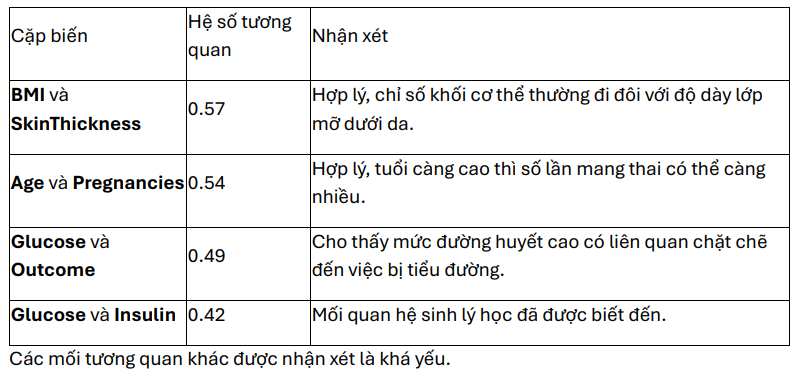 Cặp biến
Hệ số tương
quan
Nhận xét
BMI và
SkinThickness
0.57
Hợp lý, chỉ số khối cơ thể thường đi đôi với độ dày lớp
mỡ dưới da.
Age và Pregnancies
0.54
Hợp lý, tuổi càng cao thì số lần mang thai có thể càng
nhiều.
Glucose và
Outcome
0.49
Cho thấy mức đường huyết cao có liên quan chặt chẽ
đến việc bị tiểu đường.
Glucose và Insulin
0.42
Mối quan hệ sinh lý học đã được biết đến.
Các mối tương quan khác được nhận xét là khá yếu.